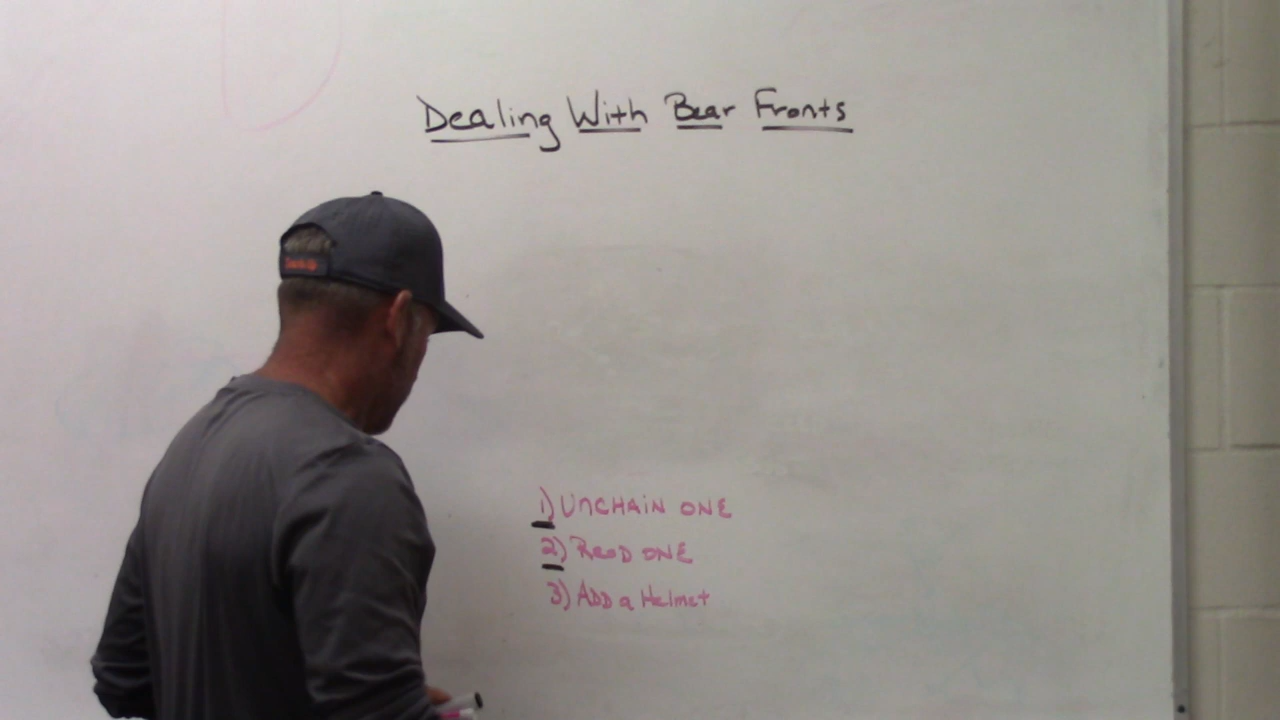 Dealing With Bear Fronts
1) UnCHAiN ONE
2) ReaD ONE
3) ADD a Helmet